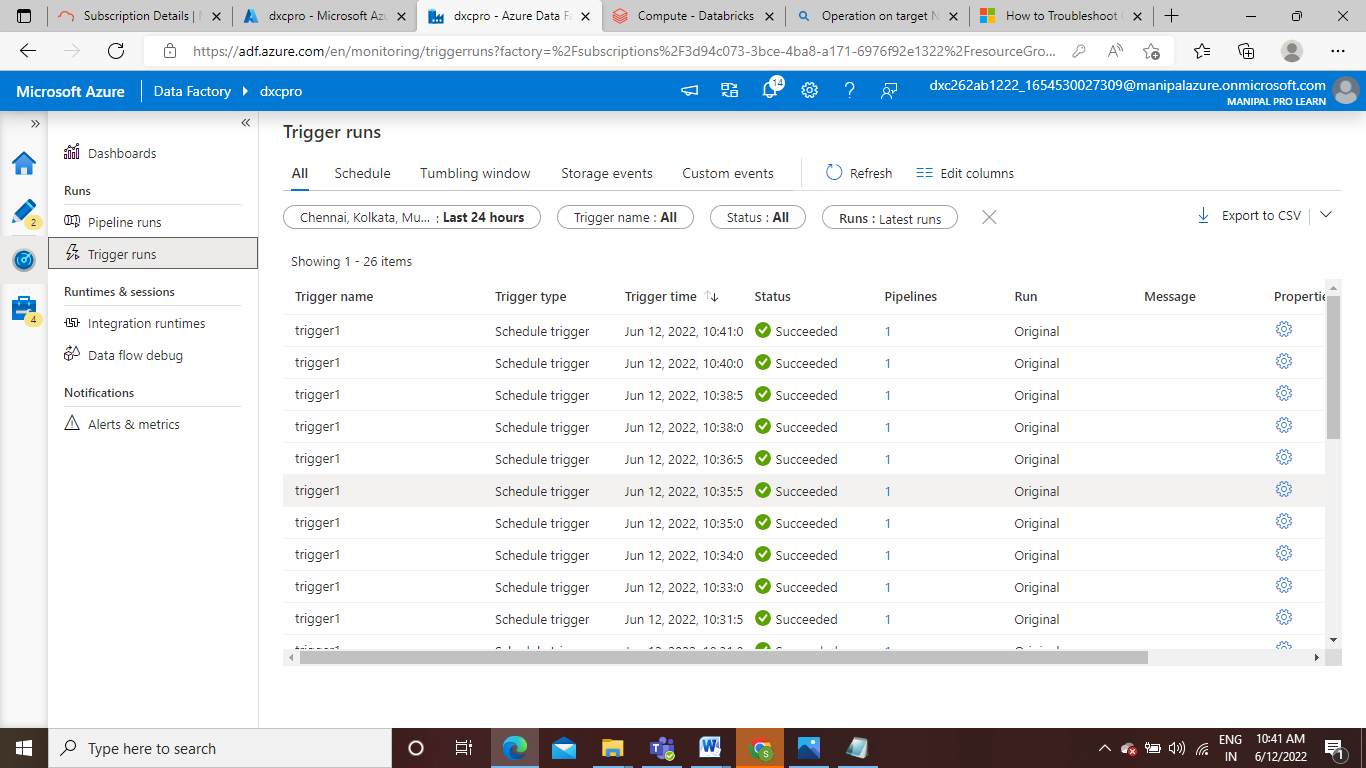 Subscription Details | M
dxcpro - Microsoft Azu
dxcpro - Azure Data Fa
Compute - Databricks
Operation on target N
How to Troubleshoot
https://adf.azure.com/en/monitoring/triggerruns?factory=%2Fsubscriptions%2F3d94c073-3bce-4ba8-a171-6976f92e1322%2FresourceGro...
Microsoft Azure
Data Factory
dxcpro
14
dxc262ab1222_1654530027309@manipalazure.onmicrosoft.com
MANIPAL PRO LEARN
2
4
Dashboards
Runs
Pipeline runs
Trigger runs
Runtimes & sessions
Integration runtimes
Data flow debug
Notifications
Alerts & metrics
Trigger runs
All Schedule Tumbling window Storage events Custom events Refresh Edit columns
Chennai, Kolkata, Mu... : Last 24 hours Trigger name : All Status : All Runs : Latest runs Export to CSV
Showing 1 - 26 items
Trigger name Trigger type Trigger time Status Pipelines Run Message Propertie
trigger1 Schedule trigger Jun 12, 2022, 10:41:0 Succeeded 1 Original
trigger1 Schedule trigger Jun 12, 2022, 10:40:0 Succeeded 1 Original
trigger1 Schedule trigger Jun 12, 2022, 10:38:5 Succeeded 1 Original
trigger1 Schedule trigger Jun 12, 2022, 10:38:0 Succeeded 1 Original
trigger1 Schedule trigger Jun 12, 2022, 10:36:5 Succeeded 1 Original
trigger1 Schedule trigger Jun 12, 2022, 10:35:5 Succeeded 1 Original
trigger1 Schedule trigger Jun 12, 2022, 10:35:0 Succeeded 1 Original
trigger1 Schedule trigger Jun 12, 2022, 10:34:0 Succeeded 1 Original
trigger1 Schedule trigger Jun 12, 2022, 10:33:0 Succeeded 1 Original
trigger1 Schedule trigger Jun 12, 2022, 10:31:5 Succeeded 1 Original
Type here to search
ENG
IN
10:41 AM
6/12/2022
1